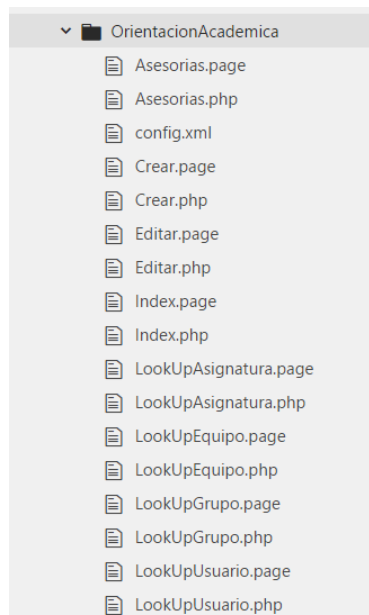 OrientacionAcademica
Asesorias.page
Asesorias.php
config.xml
Crear.page
Crear.php
Editar.page
Editar.php
Index.page
Index.php
LookUpAsignatura.page
LookUpAsignatura.php
LookUpEquipo.page
LookUpEquipo.php
LookUpGrupo.page
LookUpGrupo.php
LookUpUsuario.page
LookUpUsuario.php